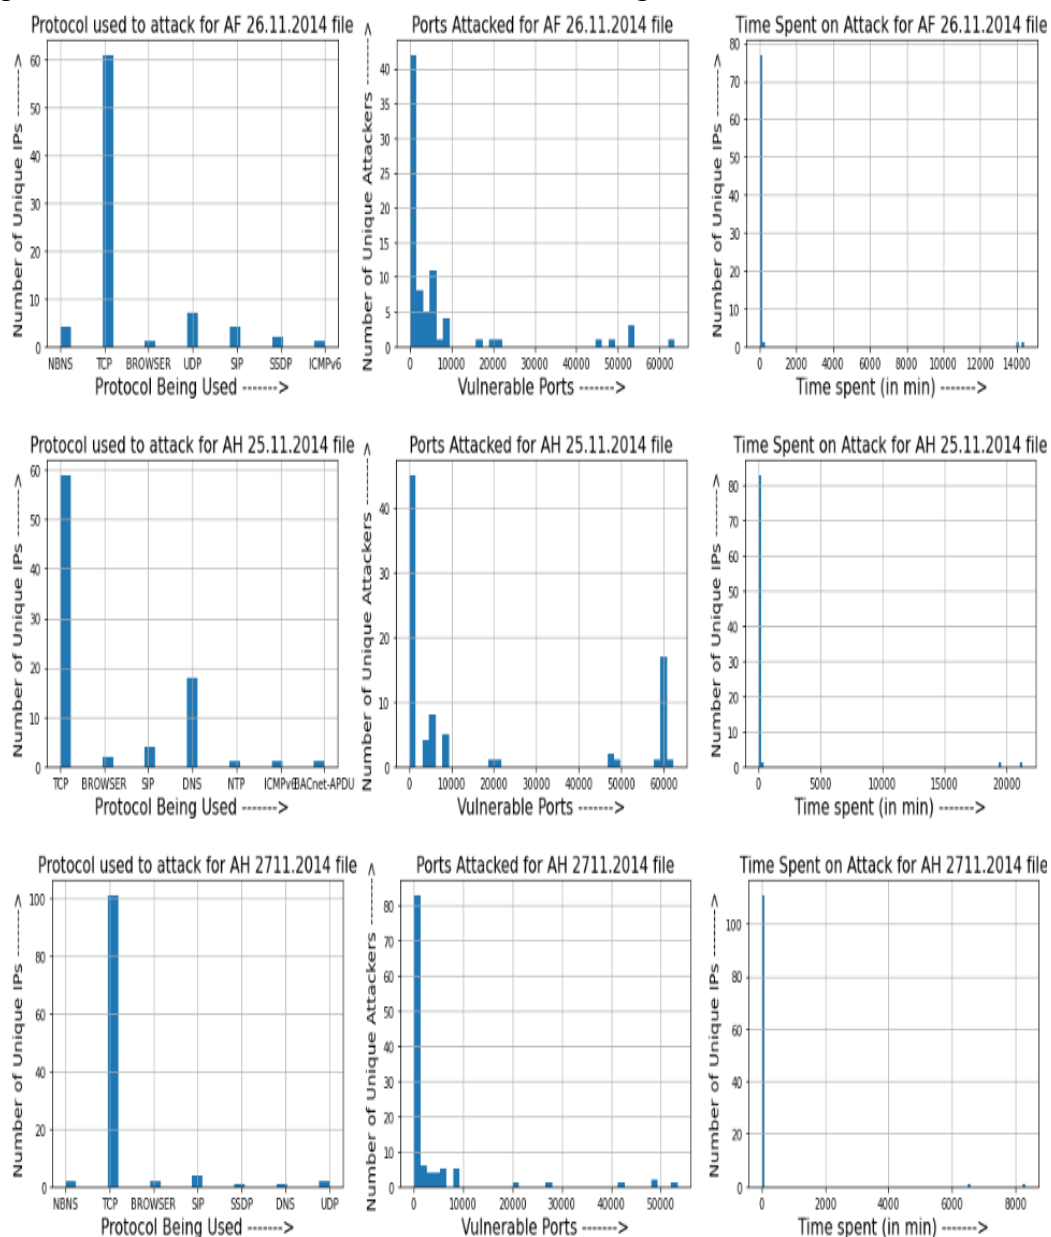 Protocol used to attack for AF 26.11.2014 file
Number of Unique IPs ------->
60
50
40
30
20
10
0
NBNS TCP BROWSER UDP SIP SSDP ICMPv6
Protocol Being Used ------->
Ports Attacked for AF 26.11.2014 file
Number of Unique Attackers ------->
40
35
30
25
20
15
10
5
0
0 10000 20000 30000 40000 50000 60000
Vulnerable Ports ------->
Time Spent on Attack for AF 26.11.2014 file
Number of Unique IPs ------->
80
70
60
50
40
30
20
10
0
0 2000 4000 6000 8000 10000 12000 14000
Time spent (in min) ------->
Protocol used to attack for AH 25.11.2014 file
Number of Unique IPs ------->
60
50
40
30
20
10
0
TCP BROWSER SIP DNS NTP ICMPv6 BACnet-APDU
Protocol Being Used ------->
Ports Attacked for AH 25.11.2014 file
Number of Unique Attackers ------->
40
30
20
10
0
0 10000 20000 30000 40000 50000 60000
Vulnerable Ports ------->
Time Spent on Attack for AH 25.11.2014 file
Number of Unique IPs ------->
80
70
60
50
40
30
20
10
0
0 5000 10000 15000 20000
Time spent (in min) ------->
Protocol used to attack for AH 2711.2014 file
Number of Unique IPs ------->
100
80
60
40
20
0
NBNS TCP BROWSER SIP SSDP DNS UDP
Protocol Being Used ------->
Ports Attacked for AH 2711.2014 file
Number of Unique Attackers ------->
80
70
60
50
40
30
20
10
0
0 10000 20000 30000 40000 50000
Vulnerable Ports ------->
Time Spent on Attack for AH 2711.2014 file
Number of Unique IPs ------->
100
80
60
40
20
0
0 2000 4000 6000 8000
Time spent (in min) ------->